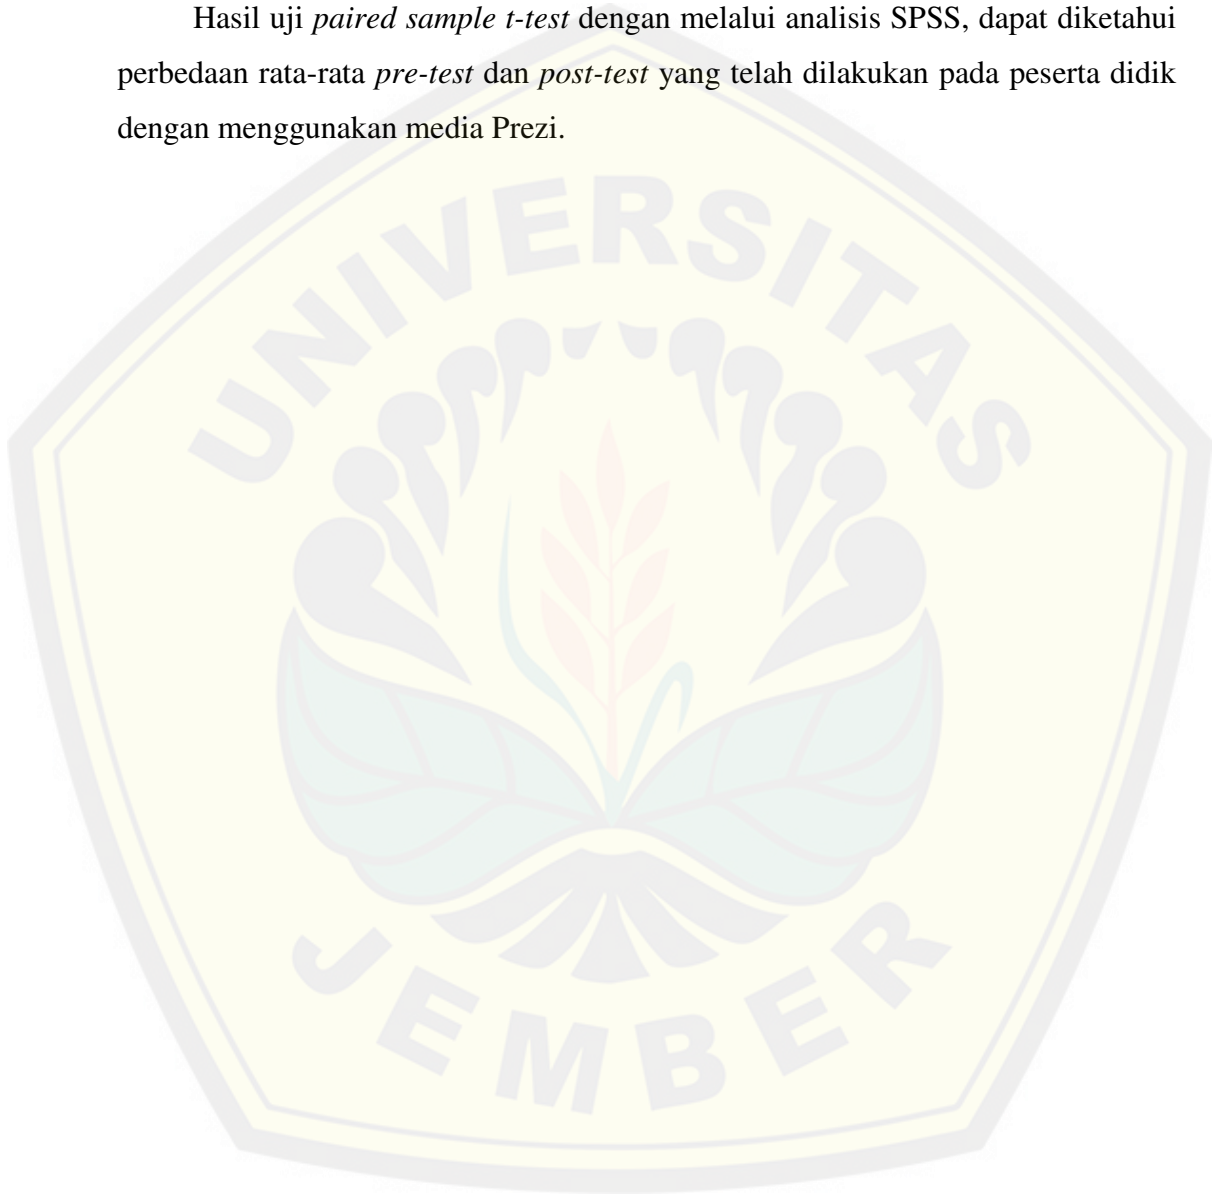 Hasil uji paired sample t-test dengan melalui analisis SPSS, dapat diketahui
perbedaan rata-rata pre-test dan post-test yang telah dilakukan pada peserta didik
dengan menggunakan media Prezi.
UNIVERSITAS
JEMBER